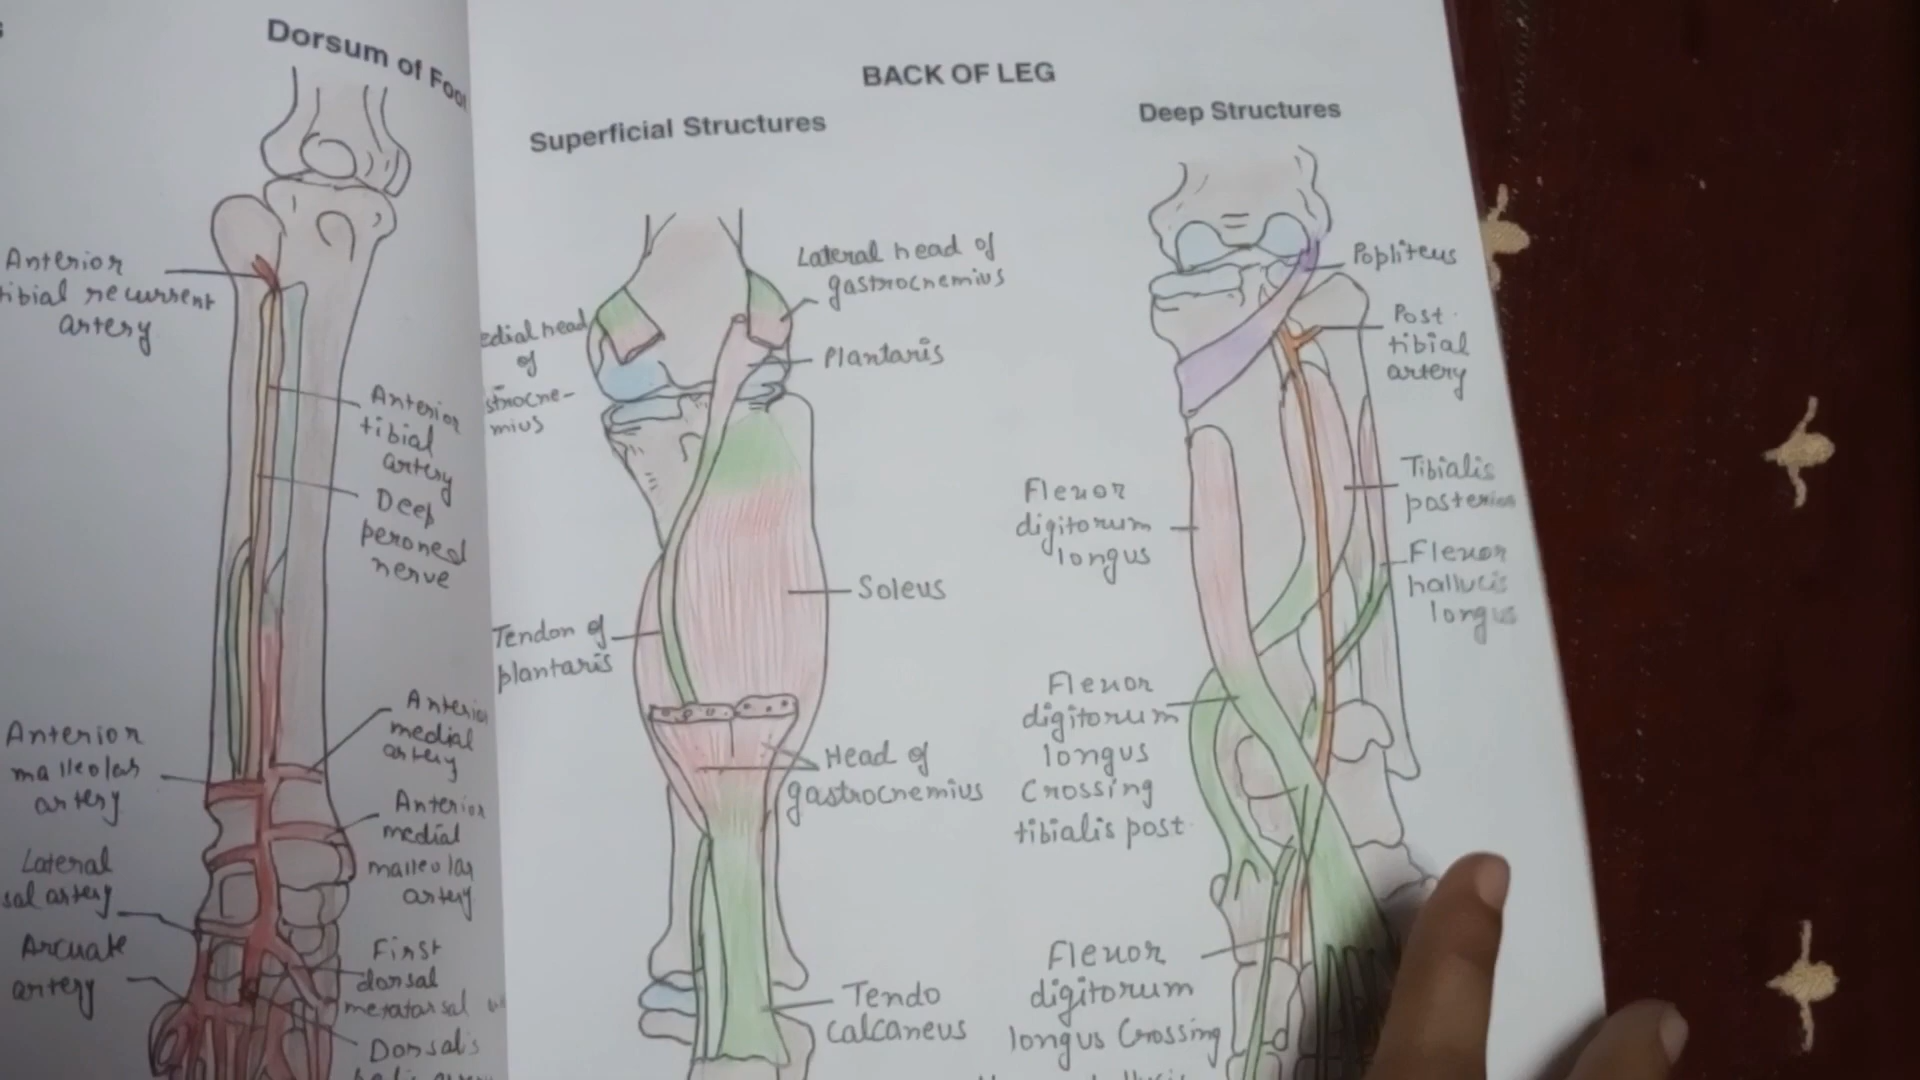 Dorsum of Foot
Anterior
tibial recurrent
artery
Anterior
tibial
artery
Deep
peroneal
nerve
Anterior
malleolar
artery
Anterior
medial
artery
Anterior
medial
malleolar
artery
Lateral
sal artery
Arcuate
artery
First
dorsal
metatarsal
Dorsalis
BACK OF LEG
Superficial Structures
Lateral head of
gastrocnemius
edial head
of
strocne-
mius
Plantaris
Soleus
Tendon of
plantaris
Head of
gastrocnemius
Tendo
calcaneus
Deep Structures
Popliteus
Post.
tibial
artery
Flexor
digitorum
longus
Tibialis
posterior
Flexor
hallucis
longus
Flexor
digitorum
longus
Crossing
tibialis post.
Flexor
digitorum
longus Crossing